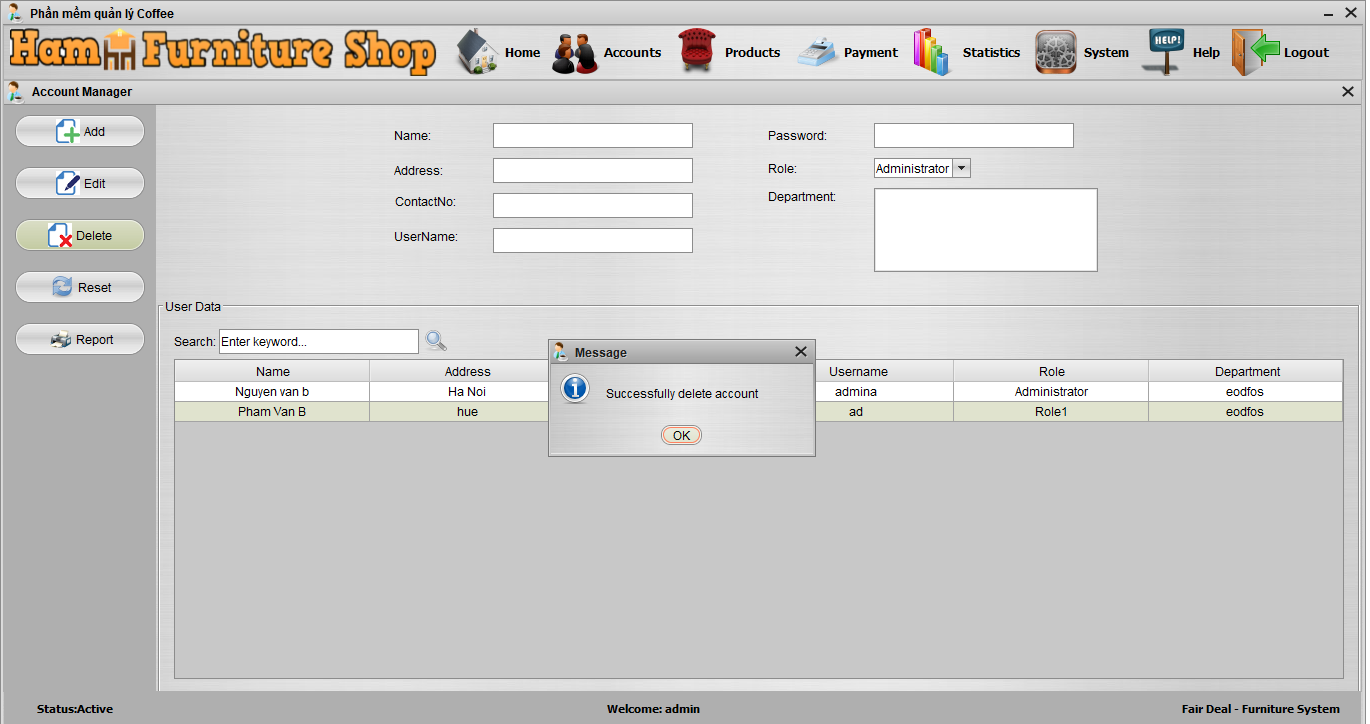 Phần mềm quản lý Coffee
Ham Furniture Shop
Home Accounts Products Payment Statistics System HELP! Help Logout
Account Manager
Add
Edit
Delete
Reset
Report
Name:
Address:
ContactNo:
UserName:
Password:
Role: Administrator
Department:
User Data
Search: Enter keyword...
Name Address Username Role Department
Nguyen van b Ha Noi admina Administrator eodfos
Pham Van B hue ad Role1 eodfos
Message
Successfully delete account
OK
Status:Active Welcome: admin Fair Deal - Furniture System